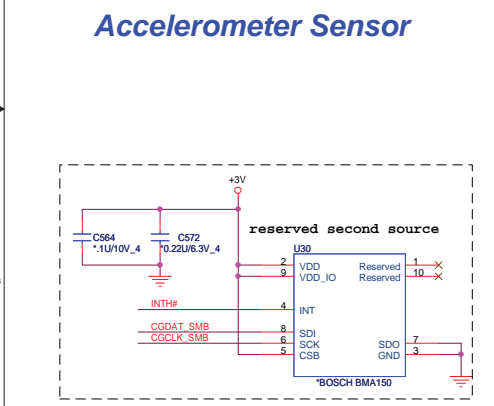 Accelerometer Sensor
+3V
C564
*.1U/10V_4
C572
*0.22U/6.3V_4
reserved second source
U30
2 VDD Reserved 1
9 VDD_IO Reserved 10
INTH# 4 INT
CGDAT_SMB 8 SDI
CGCLK_SMB 6 SCK SDO 7
5 CSB GND 3
*BOSCH BMA150